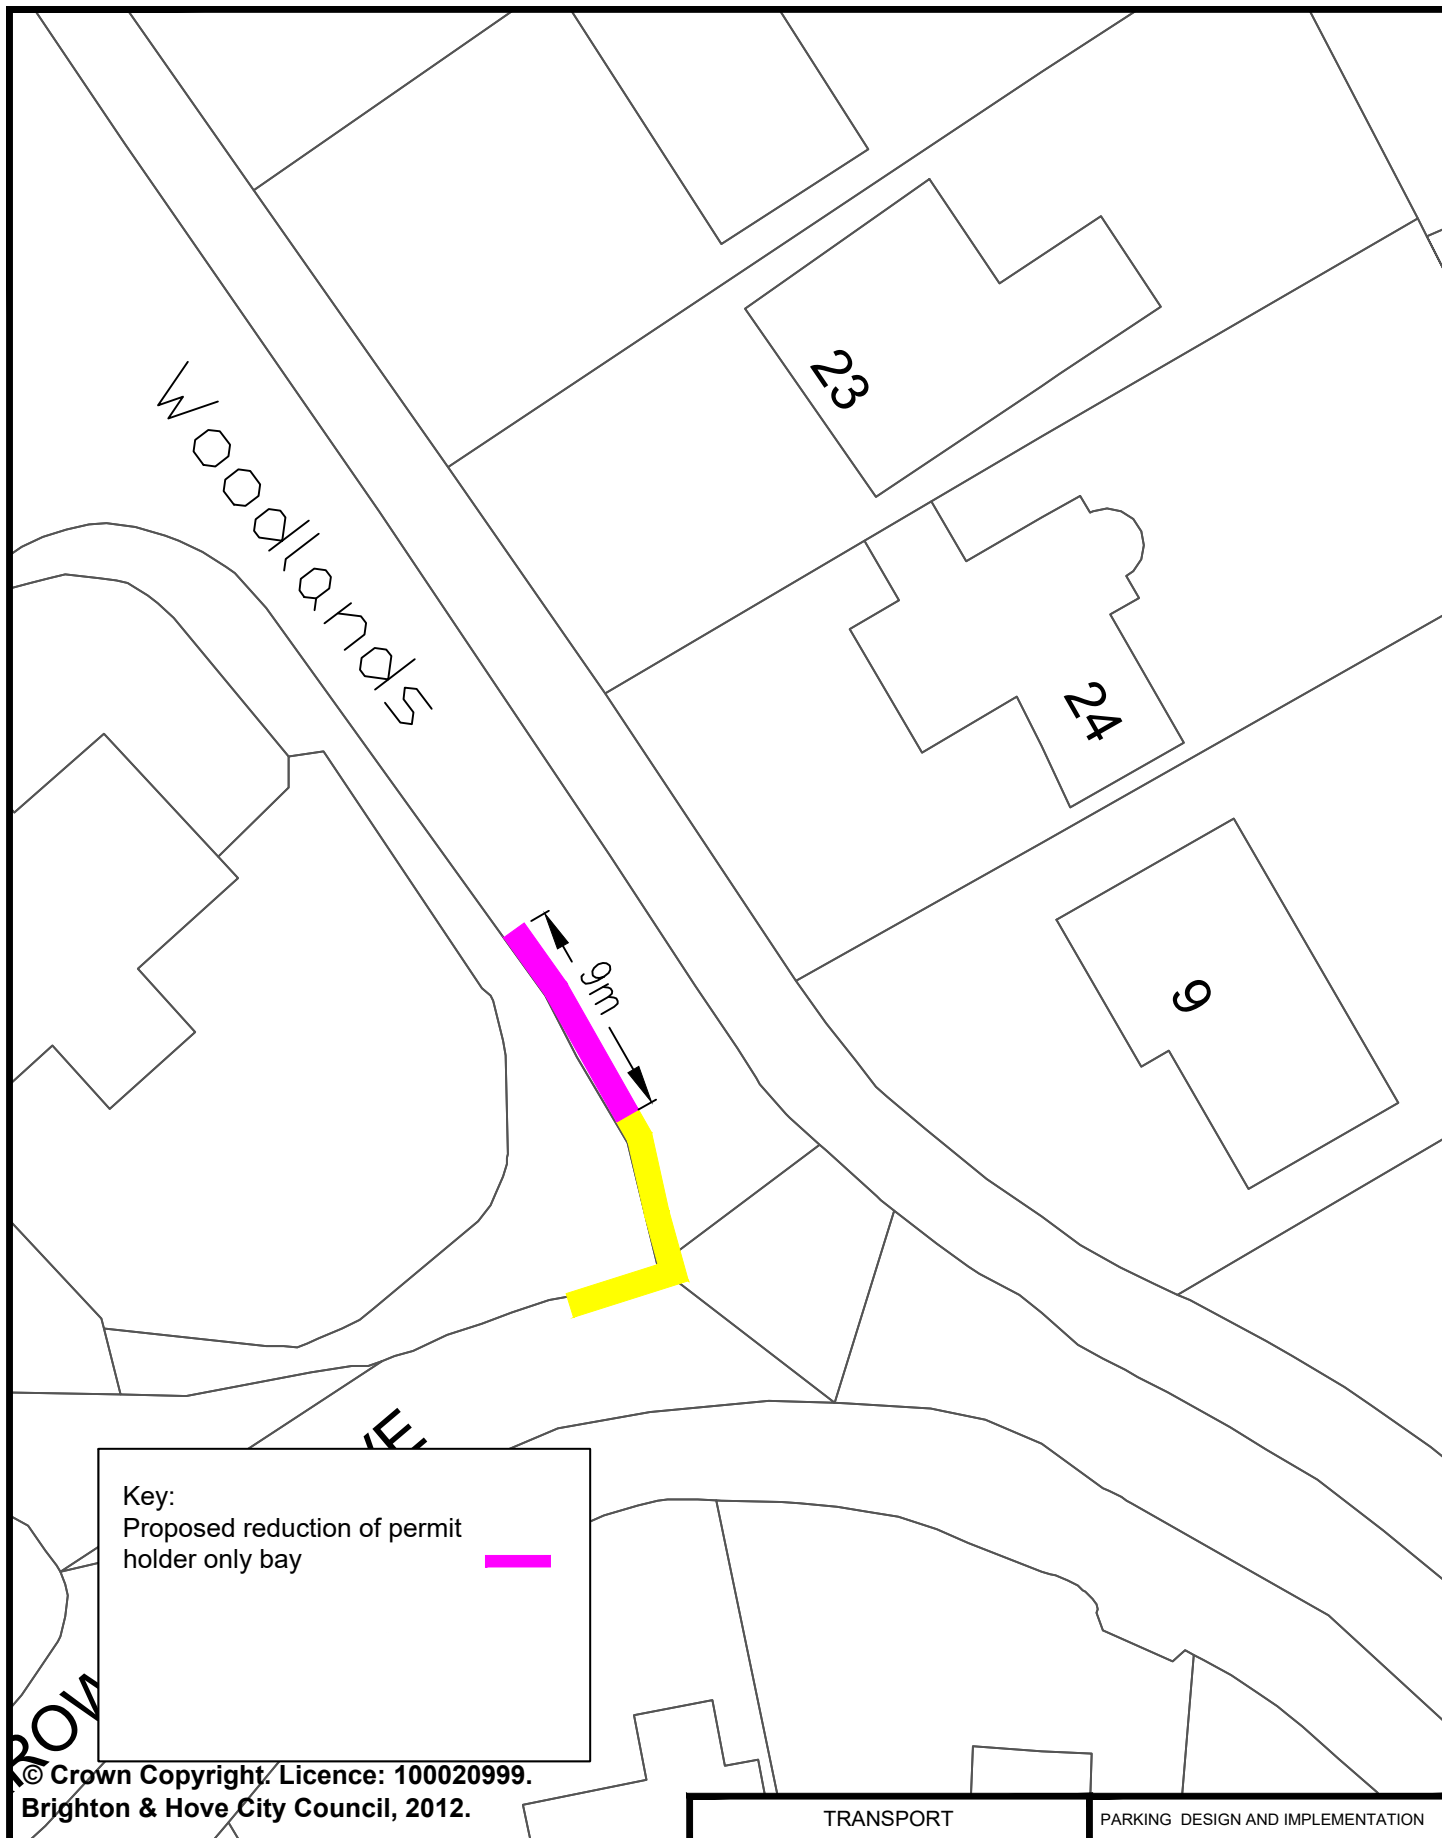 Woodlands
23
24
9
9m
Key:
Proposed reduction of permit
holder only bay
© Crown Copyright. Licence: 100020999.
Brighton & Hove City Council, 2012.
TRANSPORT
PARKING DESIGN AND IMPLEMENTATION